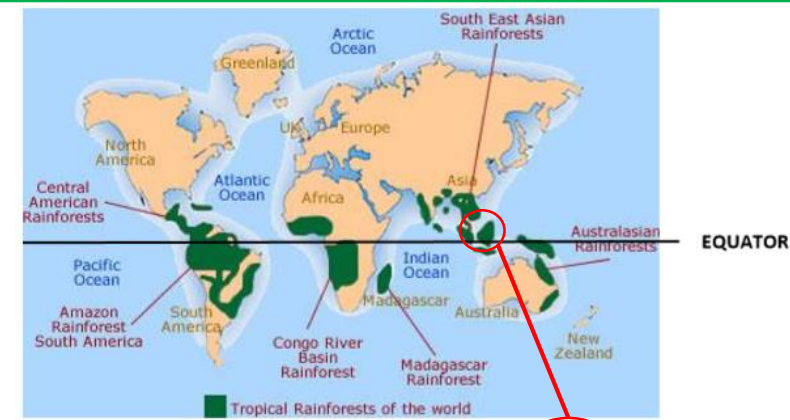 South East Asian
Rainforests
Arctic
Ocean
Greenland
UK
Europe
North
America
Atlantic
Ocean
Asia
Africa
Central
American
Rainforests
Australasian
Rainforests
EQUATOR
Pacific
Ocean
Indian
Ocean
Amazon
Rainforest
South America
South
America
Madagascar
Australia
Congo River
Basin
Rainforest
Madagascar
Rainforest
New
Zealand
Tropical Rainforests of the world